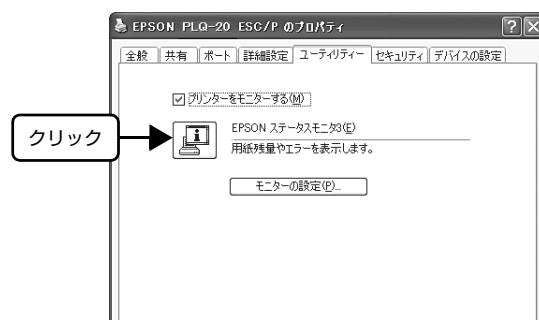 EPSON PLQ-20 ESC/P のプロパティ
全般 共有 ポート 詳細設定 ユーティリティー セキュリティ デバイスの設定
プリンターをモニターする(M)
クリック
EPSON ステータスモニタ3(E)
用紙残量やエラーを表示します。
モニターの設定(P)...